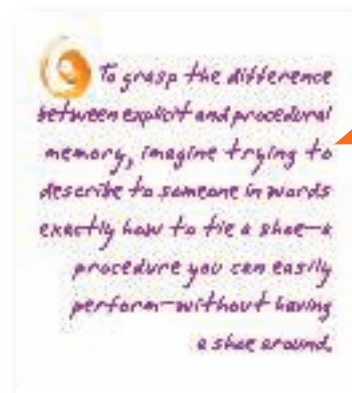 To grasp the difference
between explicit and procedural
memory, imagine trying to
describe to someone in words
exactly how to tie a shoe—a
procedure you can easily
perform—without having
a shoe around.